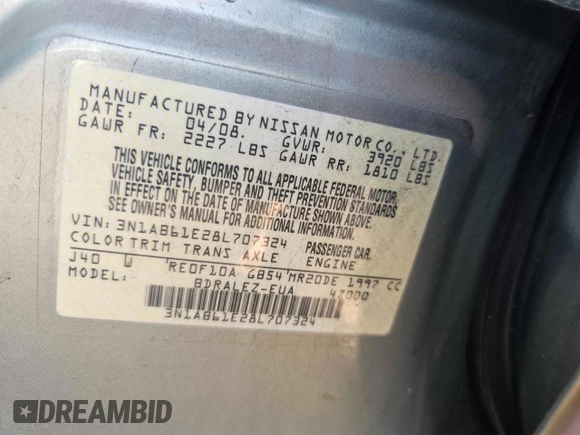 MANUFACTURED BY NISSAN MOTOR CO., LTD.
DATE: 04/08. GVWR: 3920 LBS
GAWR FR: 2227 LBS GAWR RR: 1810 LBS
THIS VEHICLE CONFORMS TO ALL APPLICABLE FEDERAL MOTOR
VEHICLE SAFETY, BUMPER AND THEFT PREVENTION STANDARDS
IN EFFECT ON THE DATE OF MANUFACTURE SHOWN ABOVE.
SEE OWNER'S MANUAL FOR ADDITIONAL INFORMATION.
VIN: 3N1AB61E28L707324 PASSENGER CAR.
COLOR TRIM TRANS AXLE ENGINE
J40 W RE0F10A GB54 MR20DE 1997 CC
MODEL: BDRALEZ-EUA 47000
3N1AB61E28L707324
DREAMBID